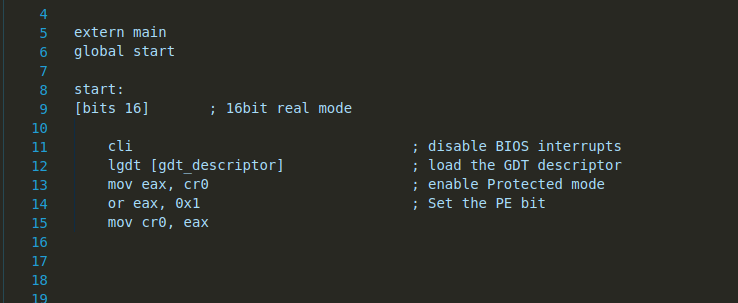 4
5 extern main
6 global start
7
8 start:
9 [bits 16] ; 16bit real mode
10
11 cli ; disable BIOS interrupts
12 lgdt [gdt_descriptor] ; load the GDT descriptor
13 mov eax, cr0 ; enable Protected mode
14 or eax, 0x1 ; Set the PE bit
15 mov cr0, eax
16
17
18
19